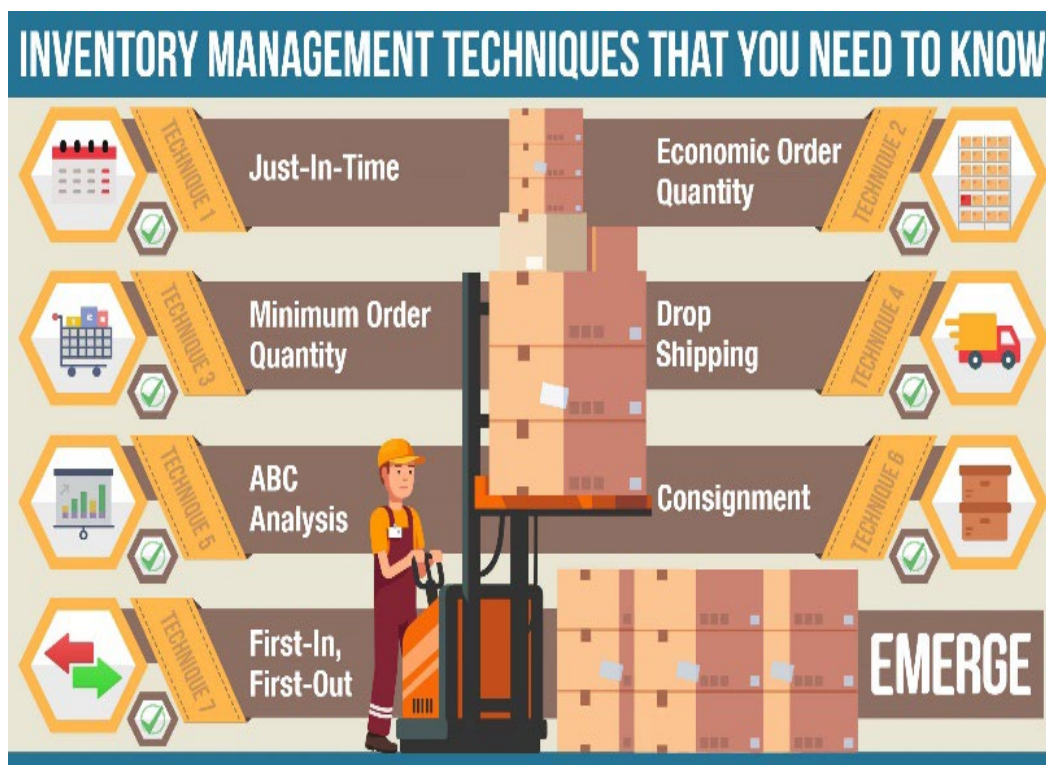 INVENTORY MANAGEMENT TECHNIQUES THAT YOU NEED TO KNOW
TECHNIQUE 1
Just-In-Time
Economic Order
Quantity
TECHNIQUE 2
TECHNIQUE 3
Minimum Order
Quantity
Drop
Shipping
TECHNIQUE 4
TECHNIQUE 5
ABC
Analysis
Consignment
TECHNIQUE 6
TECHNIQUE 7
First-In,
First-Out
EMERGE